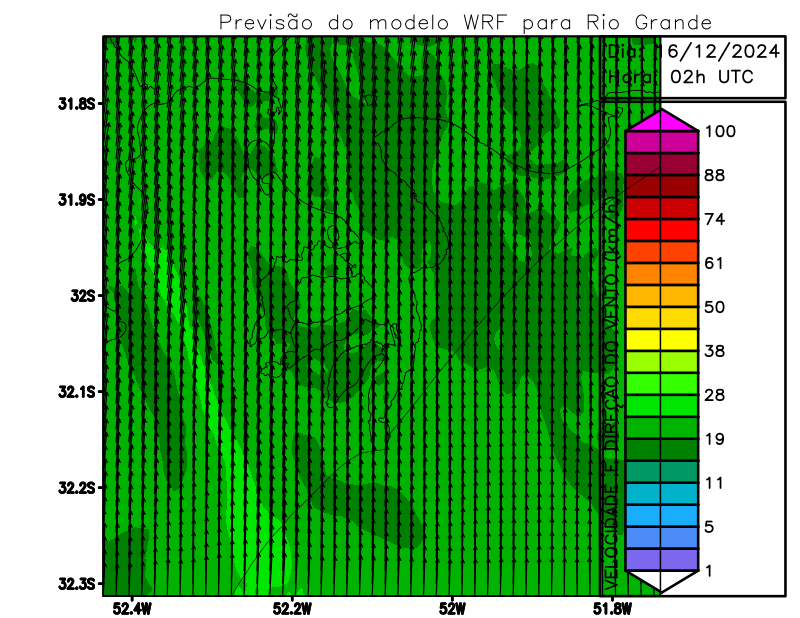 Previsão do modelo WRF para Rio Grande
Dia: 16/12/2024
Hora: 02h UTC
31.8S
31.9S
32S
32.1S
32.2S
32.3S
52.4W
52.2W
52W
51.8W
VELOCIDADE E DIREÇÃO DO VENTO (km/h)
100
88
74
61
50
38
28
19
11
5
1